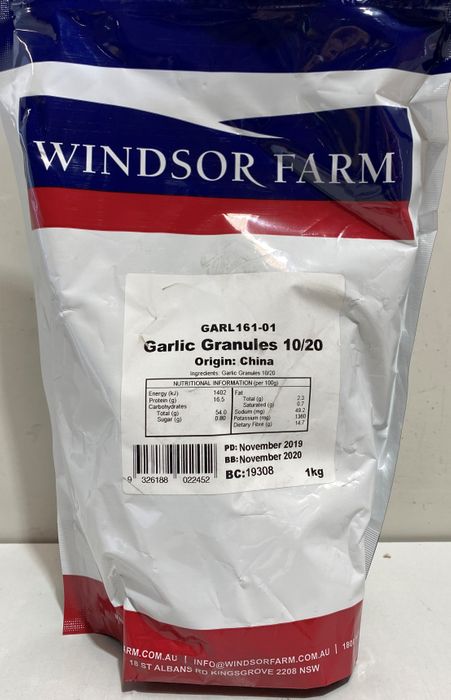 WINDSOR FARM
GARL161-01
Garlic Granules 10/20
Origin: China
Ingredients: Garlic Granules 10/20
NUTRITIONAL INFORMATION (per 100g)
Energy (kJ) 1402
Protein (g) 16.5
Carbohydrates
Total (g) 54.0
Sugar (g) 0.80
Fat
Total (g) 2.3
Saturated (g) 0.7
Sodium (mg) 49.2
Potassium (mg) 1360
Dietary Fibre (g) 14.7
PD: November 2019
BB: November 2020
BC:19308 1kg
9 326188 022452
RM.COM.AU | INFO@WINDSORFARM.COM.AU | 180
18 ST ALBANS RD KINGSGROVE 2208 NSW